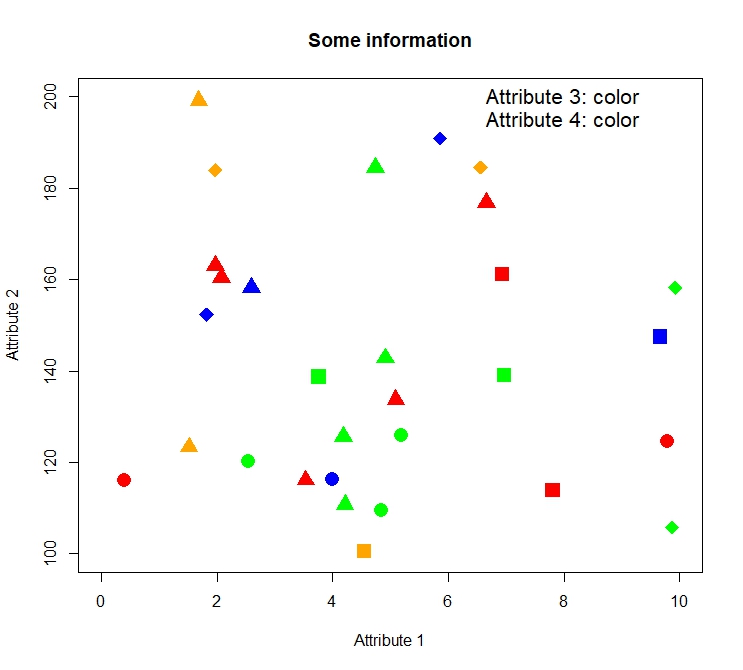 Some information
Attribute 3: color
Attribute 4: color
Attribute 2
200
180
160
140
120
100
0 2 4 6 8 10
Attribute 1